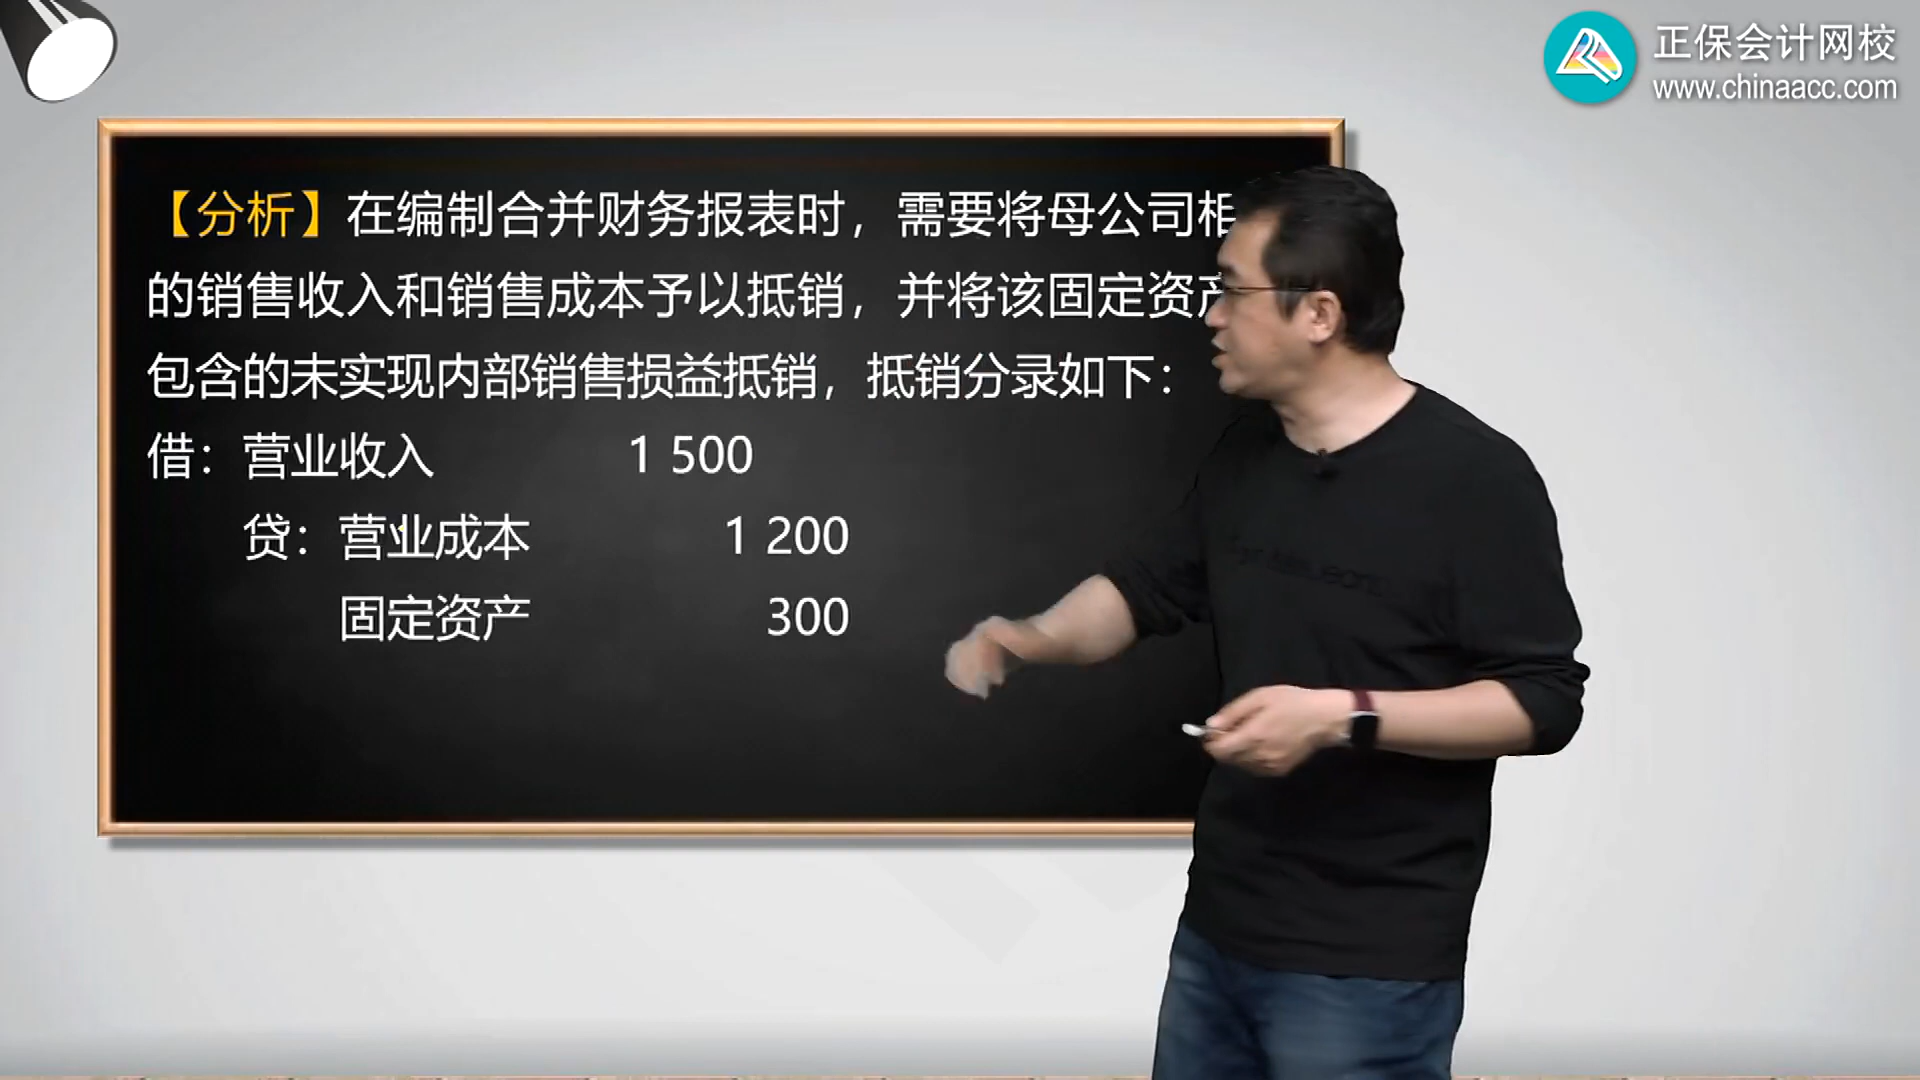 正保会计网校
www.chinaacc.com
【分析】在编制合并财务报表时，需要将母公司相
的销售收入和销售成本予以抵销，并将该固定资产
包含的未实现内部销售损益抵销，抵销分录如下：
借：营业收入 1 500
贷：营业成本 1 200
固定资产 300